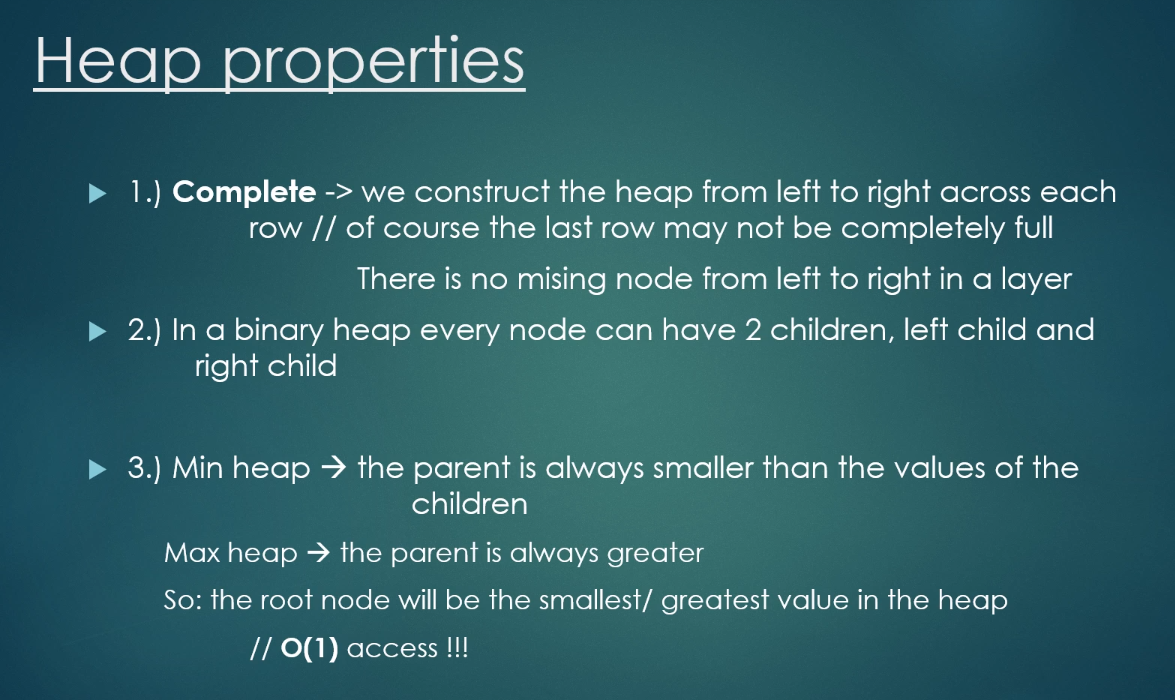 Heap properties
1.) Complete -> we construct the heap from left to right across each
row // of course the last row may not be completely full
There is no mising node from left to right in a layer
2.) In a binary heap every node can have 2 children, left child and
right child
3.) Min heap → the parent is always smaller than the values of the
children
Max heap → the parent is always greater
So: the root node will be the smallest/ greatest value in the heap
// O(1) access !!!